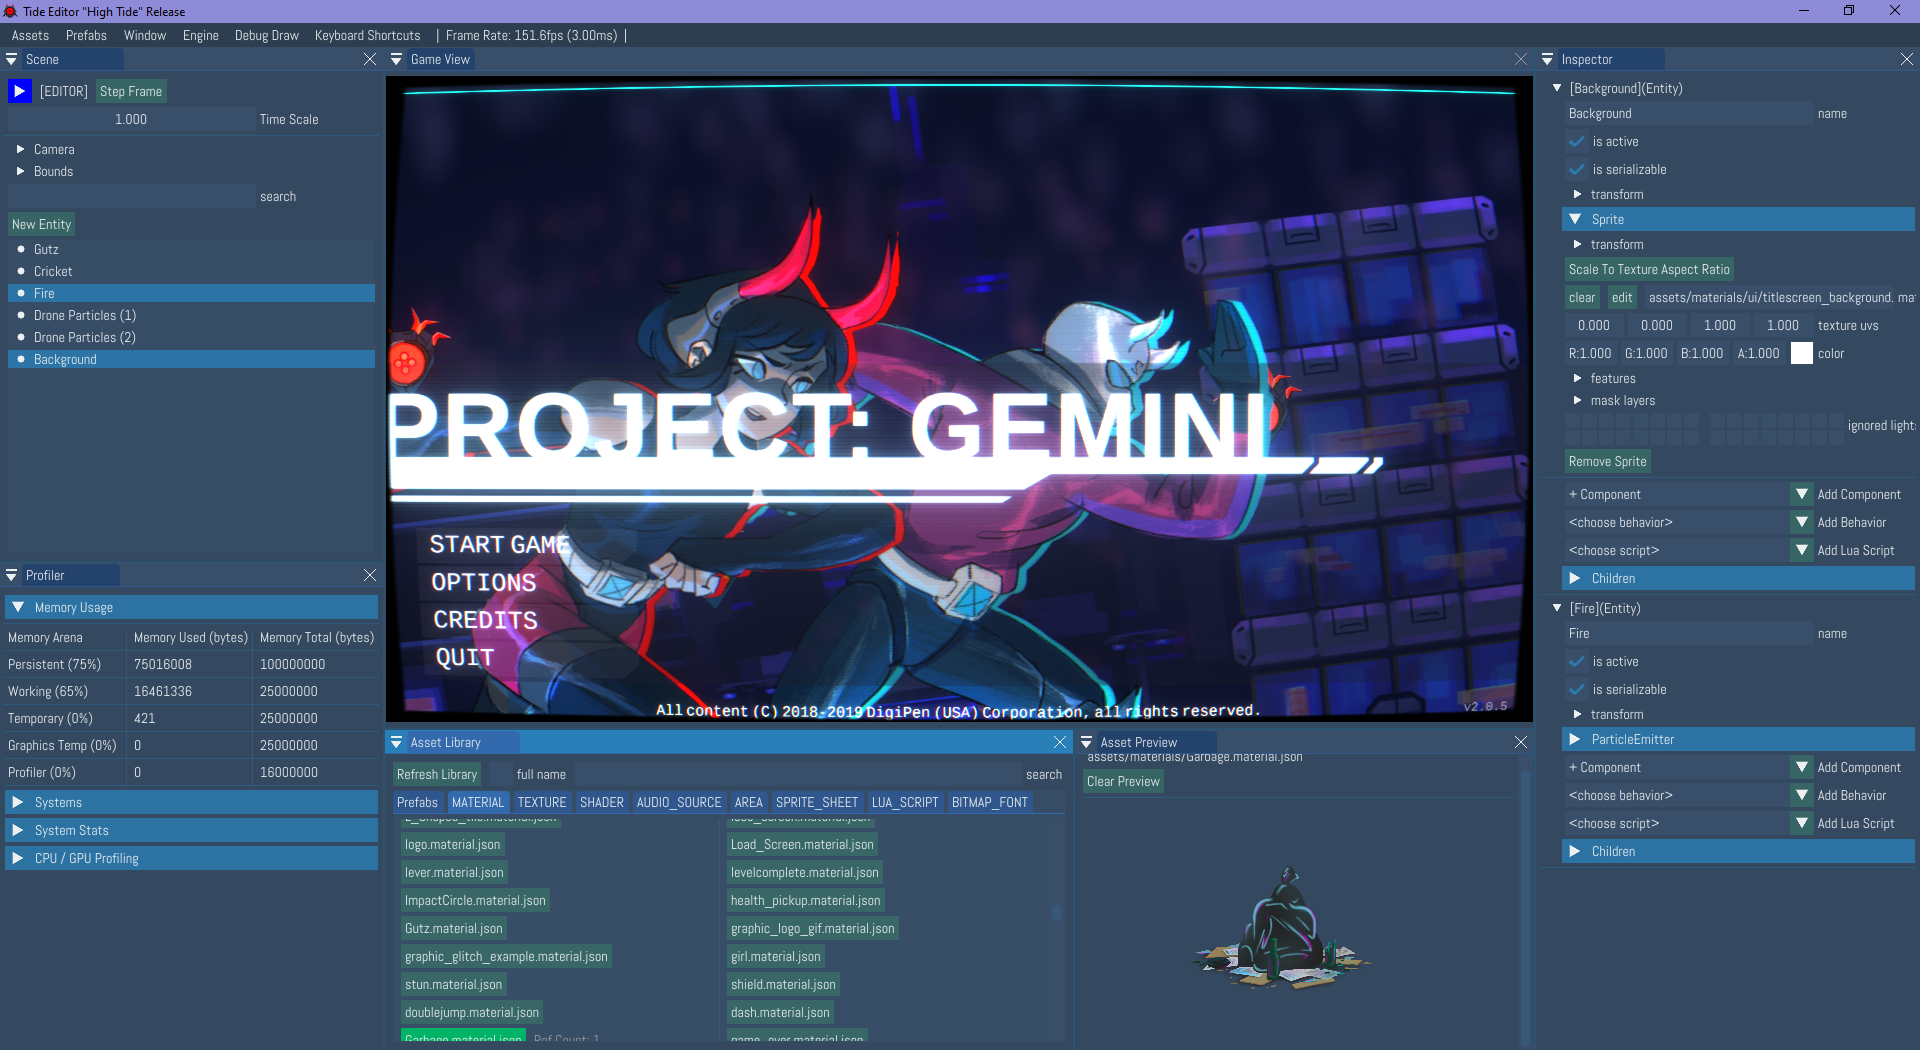 Tide Editor "High Tide" Release
Assets Prefabs Window Engine Debug Draw Keyboard Shortcuts | Frame Rate: 151.6fps (3.00ms) |
Scene
[EDITOR] Step Frame
1.000 Time Scale
Camera
Bounds
search
New Entity
Gutz
Cricket
Fire
Drone Particles (1)
Drone Particles (2)
Background
Profiler
Memory Usage
Memory Arena Memory Used (bytes) Memory Total (bytes)
Persistent (75%) 75016008 100000000
Working (65%) 16461336 25000000
Temporary (0%) 421 25000000
Graphics Temp (0%) 0 25000000
Profiler (0%) 0 16000000
Systems
System Stats
CPU / GPU Profiling
Game View
PROJECT: GEMINI
START GAME
OPTIONS
CREDITS
QUIT
All content (C) 2018-2019 DigiPen (USA) Corporation, all rights reserved.
v2.0.5
Asset Library
Refresh Library full name search
Prefabs MATERIAL TEXTURE SHADER AUDIO_SOURCE AREA SPRITE_SHEET LUA_SCRIPT BITMAP_FONT
logo.material.json Load_Screen.material.json
lever.material.json levelcomplete.material.json
ImpactCircle.material.json health_pickup.material.json
Gutz.material.json graphic_logo_gif.material.json
graphic_glitch_example.material.json girl.material.json
stun.material.json shield.material.json
doublejump.material.json dash.material.json
Garbage.material.json Ref Count: 1 game_over.material.json
Asset Preview
assets/materials/Garbage.material.json
Clear Preview
Inspector
[Background](Entity)
Background name
is active
is serializable
transform
Sprite
transform
Scale To Texture Aspect Ratio
clear edit assets/materials/ui/titlescreen_background. mat
0.000 0.000 1.000 1.000 texture uvs
R:1.000 G:1.000 B:1.000 A:1.000 color
features
mask layers
ignored light
Remove Sprite
+ Component Add Component
<choose behavior> Add Behavior
<choose script> Add Lua Script
Children
[Fire](Entity)
Fire name
is active
is serializable
transform
ParticleEmitter
+ Component Add Component
<choose behavior> Add Behavior
<choose script> Add Lua Script
Children